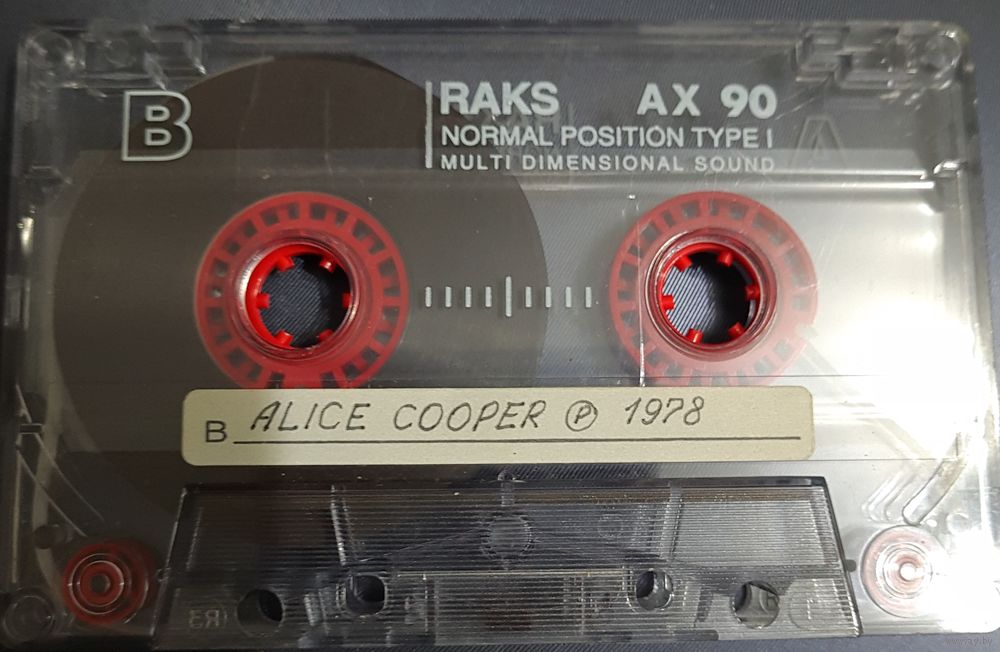 B
RAKS AX 90
NORMAL POSITION TYPE I
MULTI DIMENSIONAL SOUND
A
B ALICE COOPER ℗ 1978